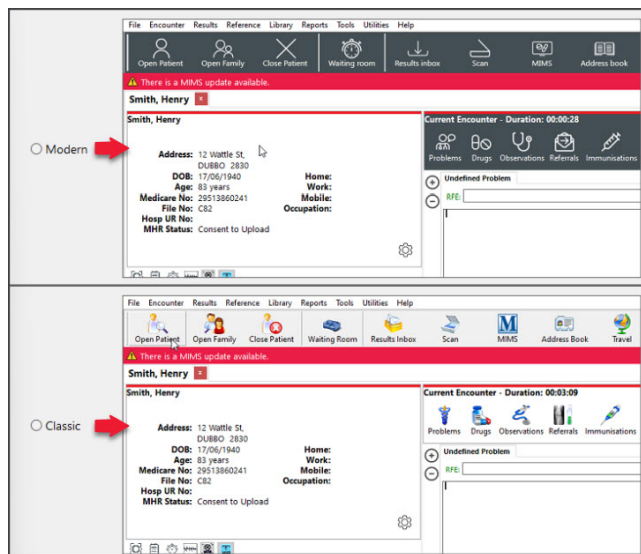 File Encounter Results Reference Library Reports Tools Utilities Help
Open Patient Open Family Close Patient Waiting room Results inbox Scan MIMS Address book
There is a MIMS update available.
Smith, Henry x
Smith, Henry
Current Encounter - Duration: 00:00:28
Modern
Address: 12 Wattle St,
DUBBO 2830
DOB: 17/06/1940 Home:
Age: 83 years Work:
Medicare No: 29513860241 Mobile:
File No: C82 Occupation:
Hosp UR No:
MHR Status: Consent to Upload
Problems Drugs Observations Referrals Immunisations
Undefined Problem
RFE:
File Encounter Results Reference Library Reports Tools Utilities Help
Open Patient Open Family Close Patient Waiting Room Results Inbox Scan M MIMS Address Book Travel
There is a MIMS update available.
Smith, Henry x
Smith, Henry
Current Encounter - Duration: 00:03:09
Classic
Address: 12 Wattle St,
DUBBO 2830
DOB: 17/06/1940 Home:
Age: 83 years Work:
Medicare No: 29513860241 Mobile:
File No: C82 Occupation:
Hosp UR No:
MHR Status: Consent to Upload
Problems Drugs Observations Referrals Immunisations
Undefined Problem
RFE: